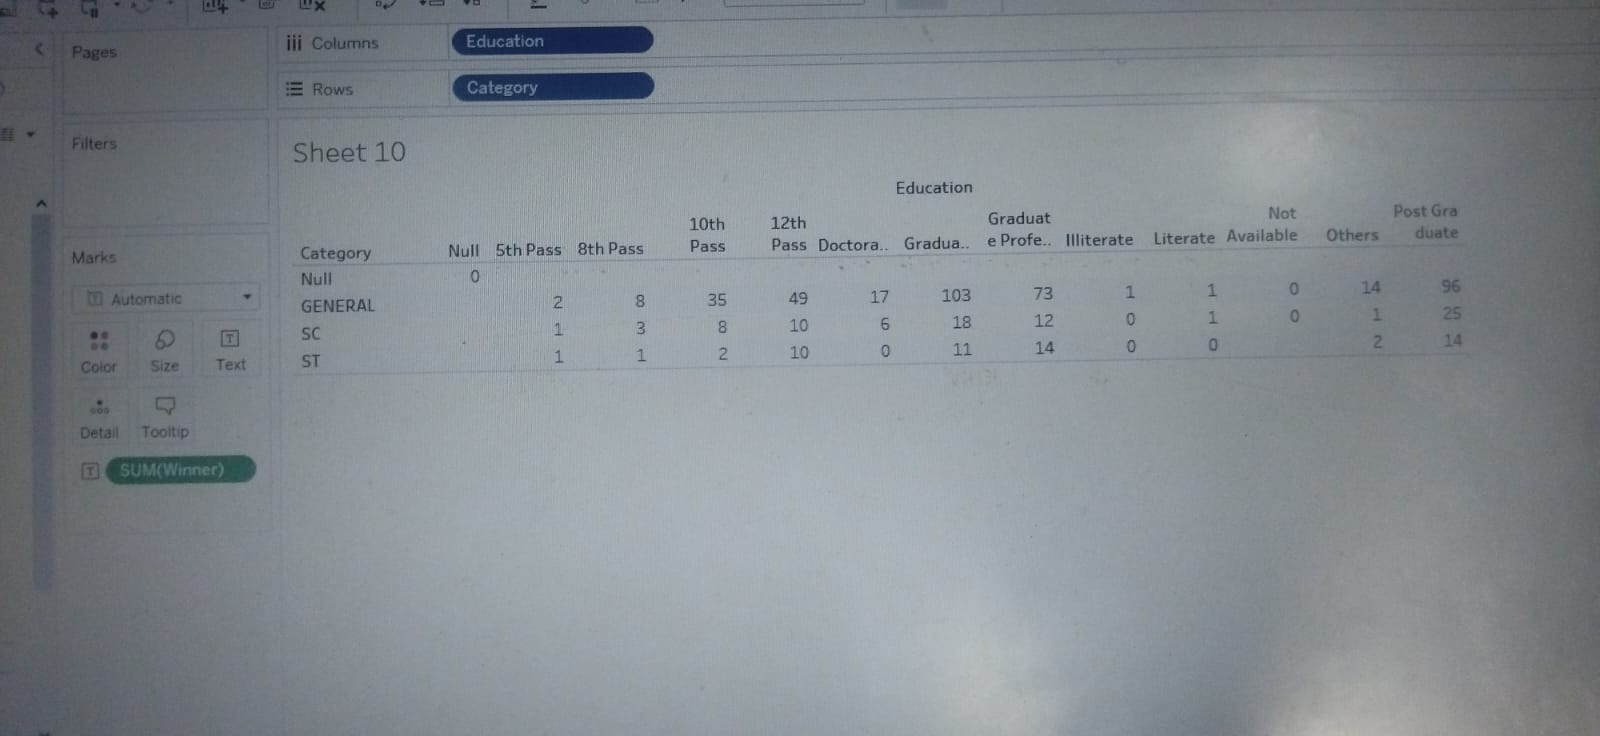 Pages
iii Columns
Education
Rows
Category
Filters
Sheet 10
Education
Category Null 5th Pass 8th Pass 10th Pass 12th Pass Doctora.. Gradua.. Graduat e Profe.. Illiterate Literate Not Available Others Post Gra duate
Null 0
GENERAL 2 8 35 49 17 103 73 1 1 0 14 96
SC 1 3 8 10 6 18 12 0 1 0 1 25
ST 1 1 2 10 0 11 14 0 0 2 14
Marks
T Automatic
Color Size T Text
Detail Tooltip
T SUM(Winner)